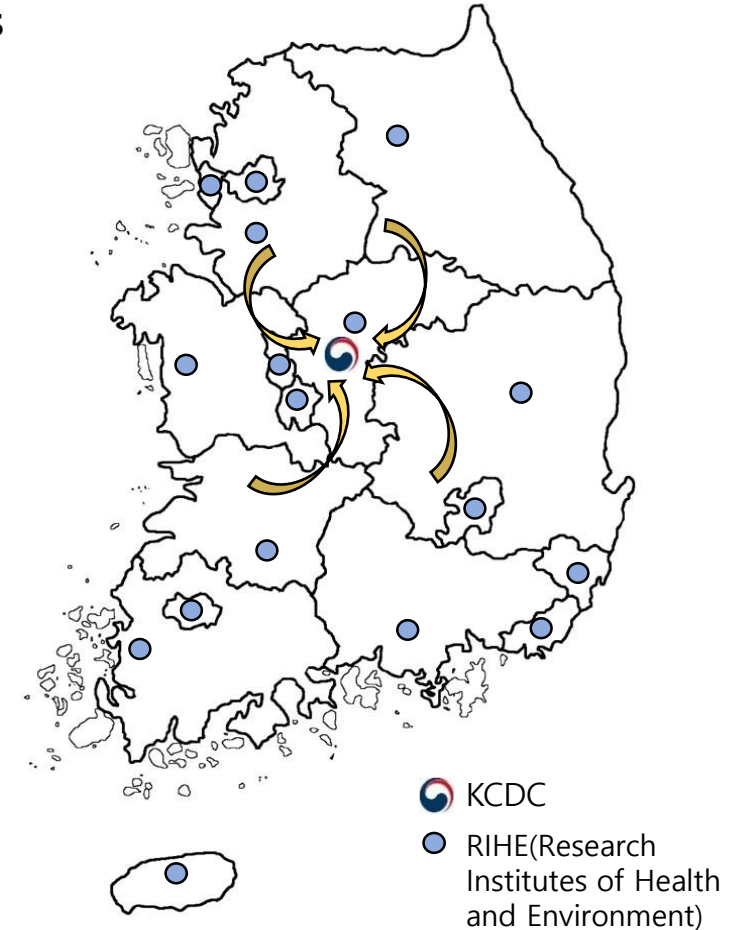 s
KCDC
RIHE(Research
Institutes of Health
and Environment)